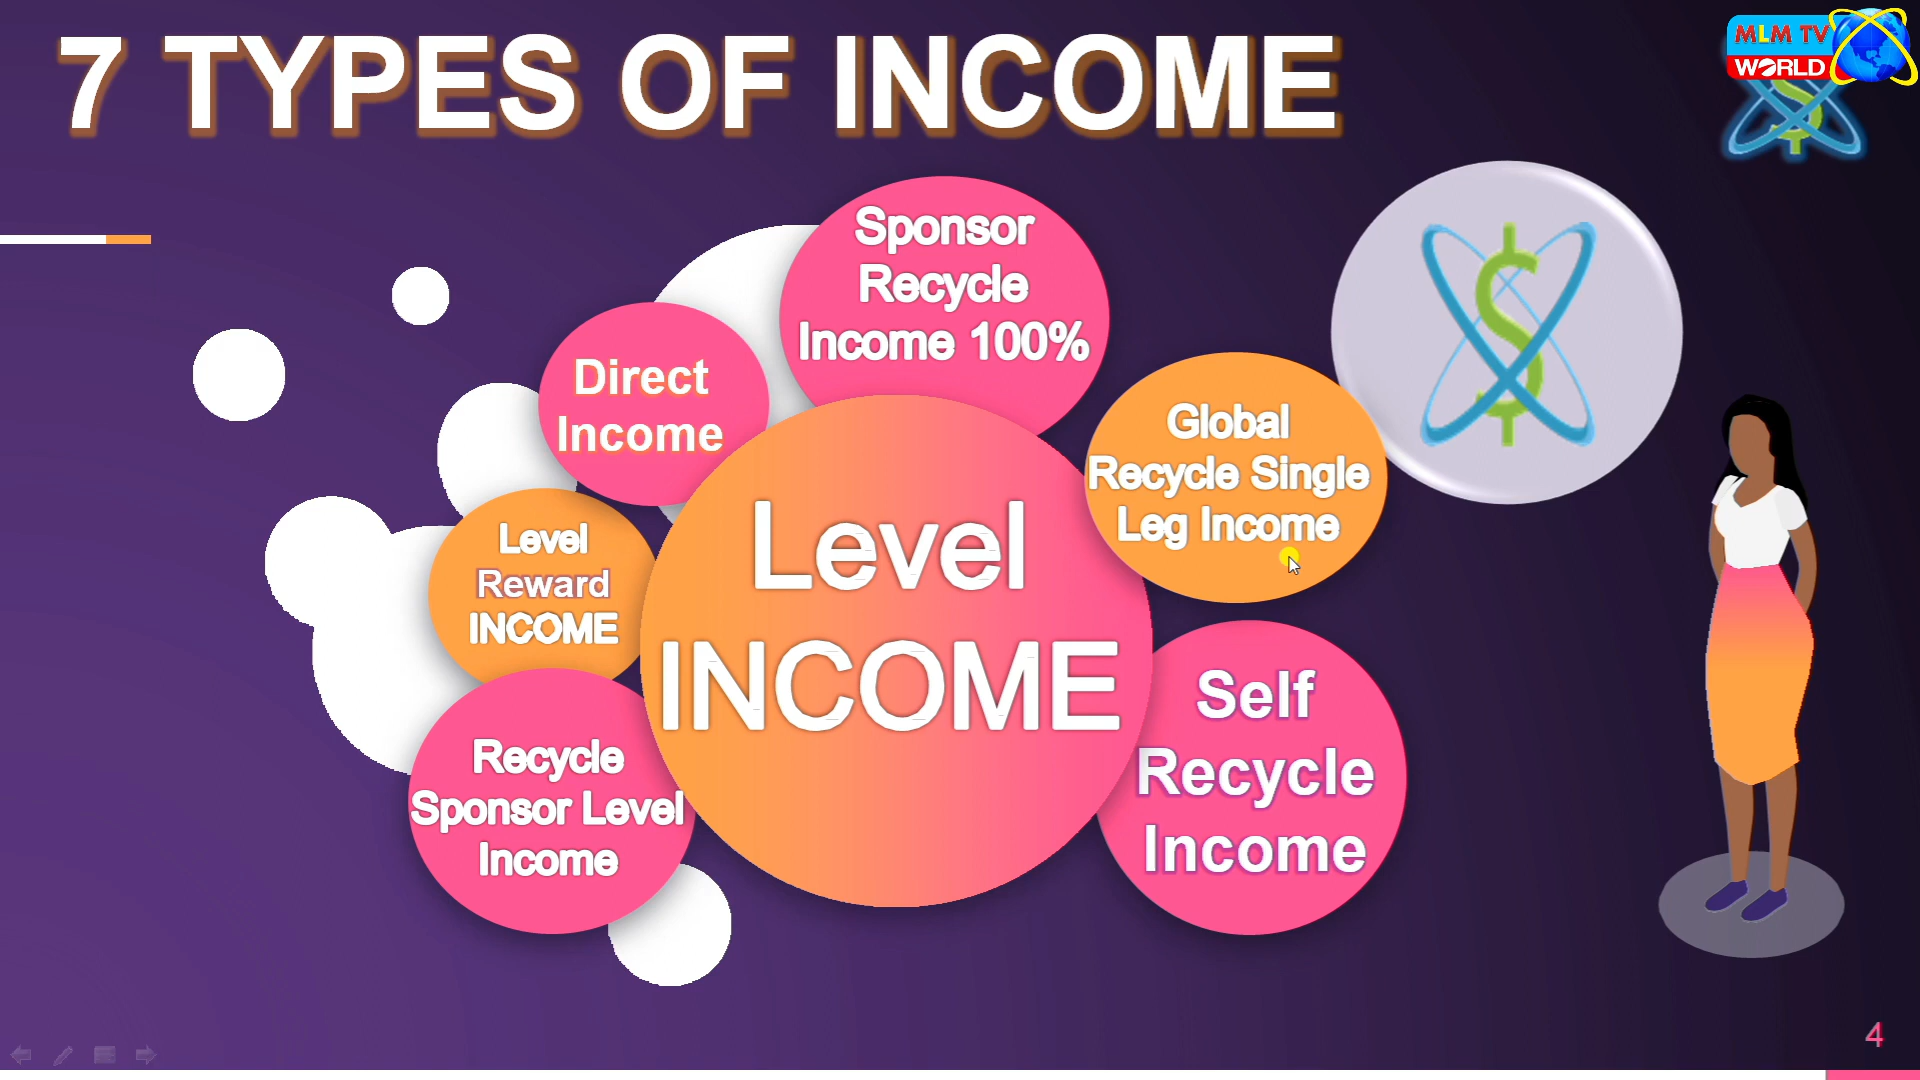 7 TYPES OF INCOME
MLM TV
WORLD
Sponsor
Recycle
Income 100%
Direct
Income
Global
Recycle Single
Leg Income
Level
Reward
INCOME
Level
INCOME
Self
Recycle
Income
Recycle
Sponsor Level
Income
4